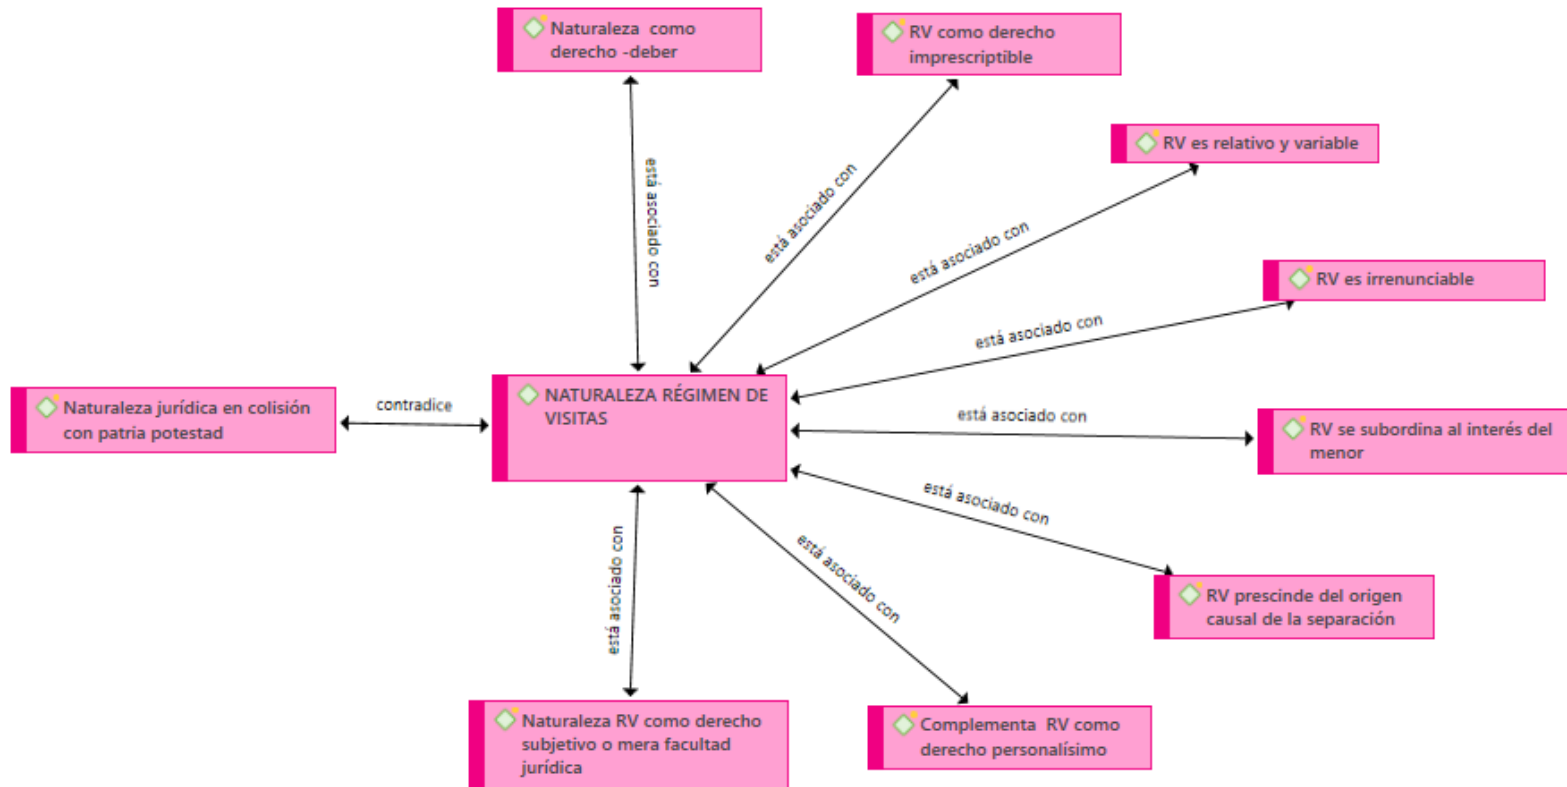 Naturaleza como
derecho -deber
RV como derecho
imprescriptible
RV es relativo y variable
está asociado con
está asociado con
está asociado con
RV es irrenunciable
está asociado con
NATURALEZA RÉGIMEN DE
VISITAS
Naturaleza jurídica en colisión
con patria potestad
contradice
está asociado con
RV se subordina al interés del
menor
está asociado con
está asociado con
está asociado con
RV prescinde del origen
causal de la separación
Naturaleza RV como derecho
subjetivo o mera facultad
jurídica
Complementa RV como
derecho personalísimo